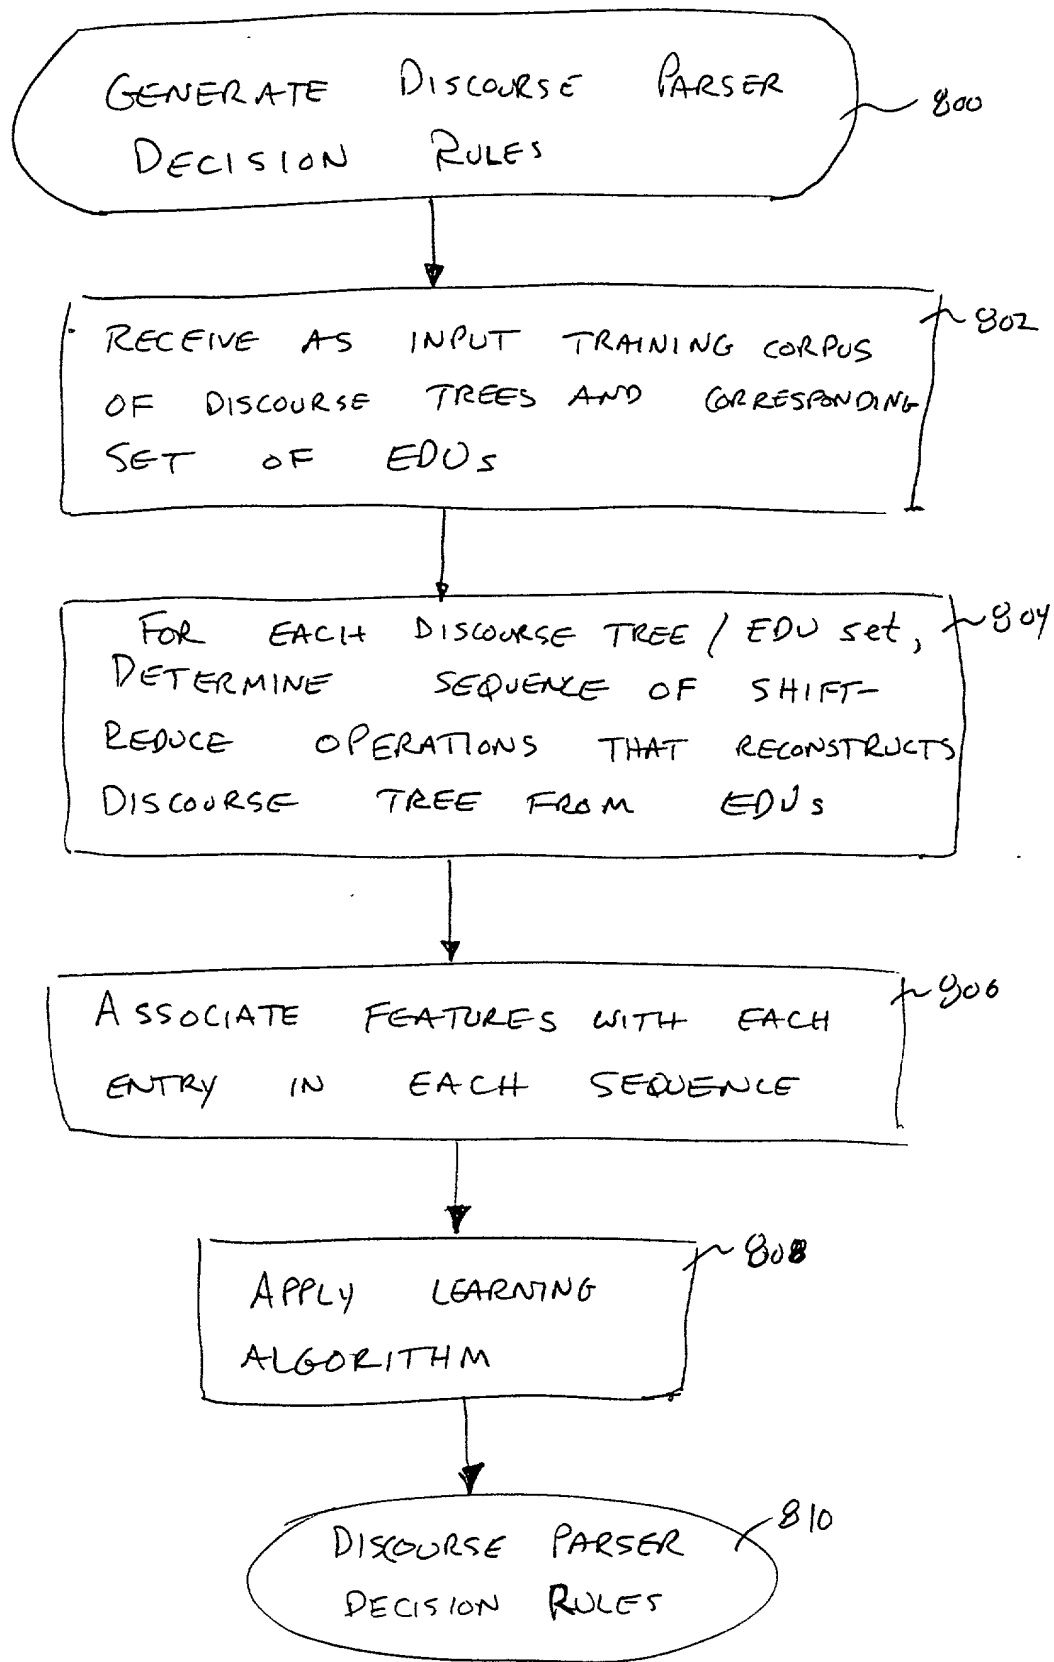 GENERATE DISCOURSE PARSER
DECISION RULES
800
RECEIVE AS INPUT TRAINING CORPUS
OF DISCOURSE TREES AND CORRESPONDING
SET OF EDUs
802
FOR EACH DISCOURSE TREE / EDU set,
DETERMINE SEQUENCE OF SHIFT-
REDUCE OPERATIONS THAT RECONSTRUCTS
DISCOURSE TREE FROM EDUs
804
ASSOCIATE FEATURES WITH EACH
ENTRY IN EACH SEQUENCE
806
APPLY LEARNING
ALGORITHM
808
DISCOURSE PARSER
DECISION RULES
810